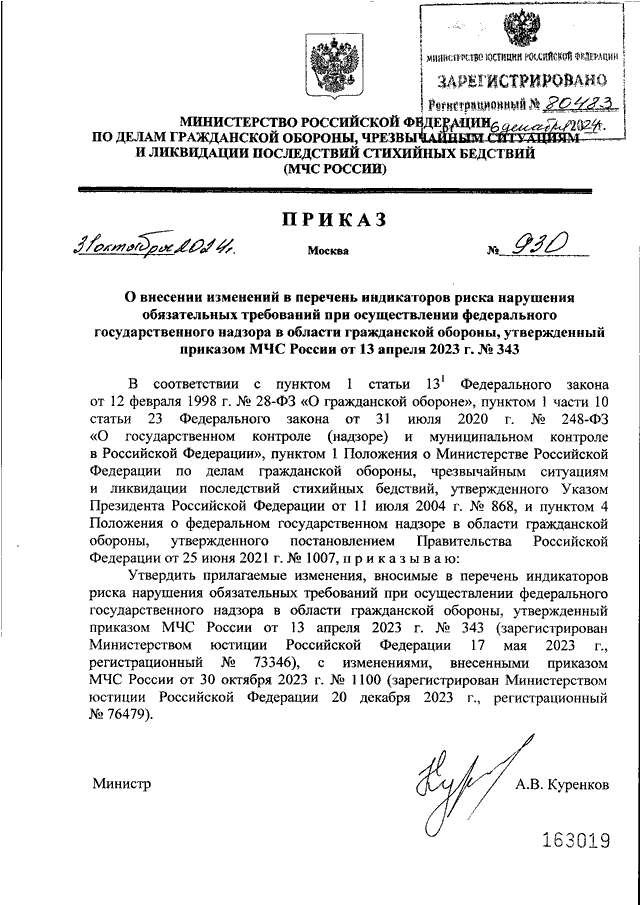 МИНИСТЕРСТВО ЮСТИЦИИ РОССИЙСКОЙ ФЕДЕРАЦИИ
ЗАРЕГИСТРИРОВАНО
Регистрационный № 80483
от 6 декабря 2024г.
МИНИСТЕРСТВО РОССИЙСКОЙ ФЕДЕРАЦИИ
ПО ДЕЛАМ ГРАЖДАНСКОЙ ОБОРОНЫ, ЧРЕЗВЫЧАЙНЫМ СИТУАЦИЯМ
И ЛИКВИДАЦИИ ПОСЛЕДСТВИЙ СТИХИЙНЫХ БЕДСТВИЙ
(МЧС РОССИИ)
ПРИКАЗ
31 октября 2024г. Москва № 930
О внесении изменений в перечень индикаторов риска нарушения
обязательных требований при осуществлении федерального
государственного надзора в области гражданской обороны, утвержденный
приказом МЧС России от 13 апреля 2023 г. № 343
В соответствии с пунктом 1 статьи 13¹ Федерального закона
от 12 февраля 1998 г. № 28-ФЗ «О гражданской обороне», пунктом 1 части 10
статьи 23 Федерального закона от 31 июля 2020 г. № 248-ФЗ
«О государственном контроле (надзоре) и муниципальном контроле
в Российской Федерации», пунктом 1 Положения о Министерстве Российской
Федерации по делам гражданской обороны, чрезвычайным ситуациям
и ликвидации последствий стихийных бедствий, утвержденного Указом
Президента Российской Федерации от 11 июля 2004 г. № 868, и пунктом 4
Положения о федеральном государственном надзоре в области гражданской
обороны, утвержденного постановлением Правительства Российской
Федерации от 25 июня 2021 г. № 1007, п р и к а з ы в а ю:
Утвердить прилагаемые изменения, вносимые в перечень индикаторов
риска нарушения обязательных требований при осуществлении федерального
государственного надзора в области гражданской обороны, утвержденный
приказом МЧС России от 13 апреля 2023 г. № 343 (зарегистрирован
Министерством юстиции Российской Федерации 17 мая 2023 г.,
регистрационный № 73346), с изменениями, внесенными приказом
МЧС России от 30 октября 2023 г. № 1100 (зарегистрирован Министерством
юстиции Российской Федерации 20 декабря 2023 г., регистрационный
№ 76479).
Министр А.В. Куренков
163019